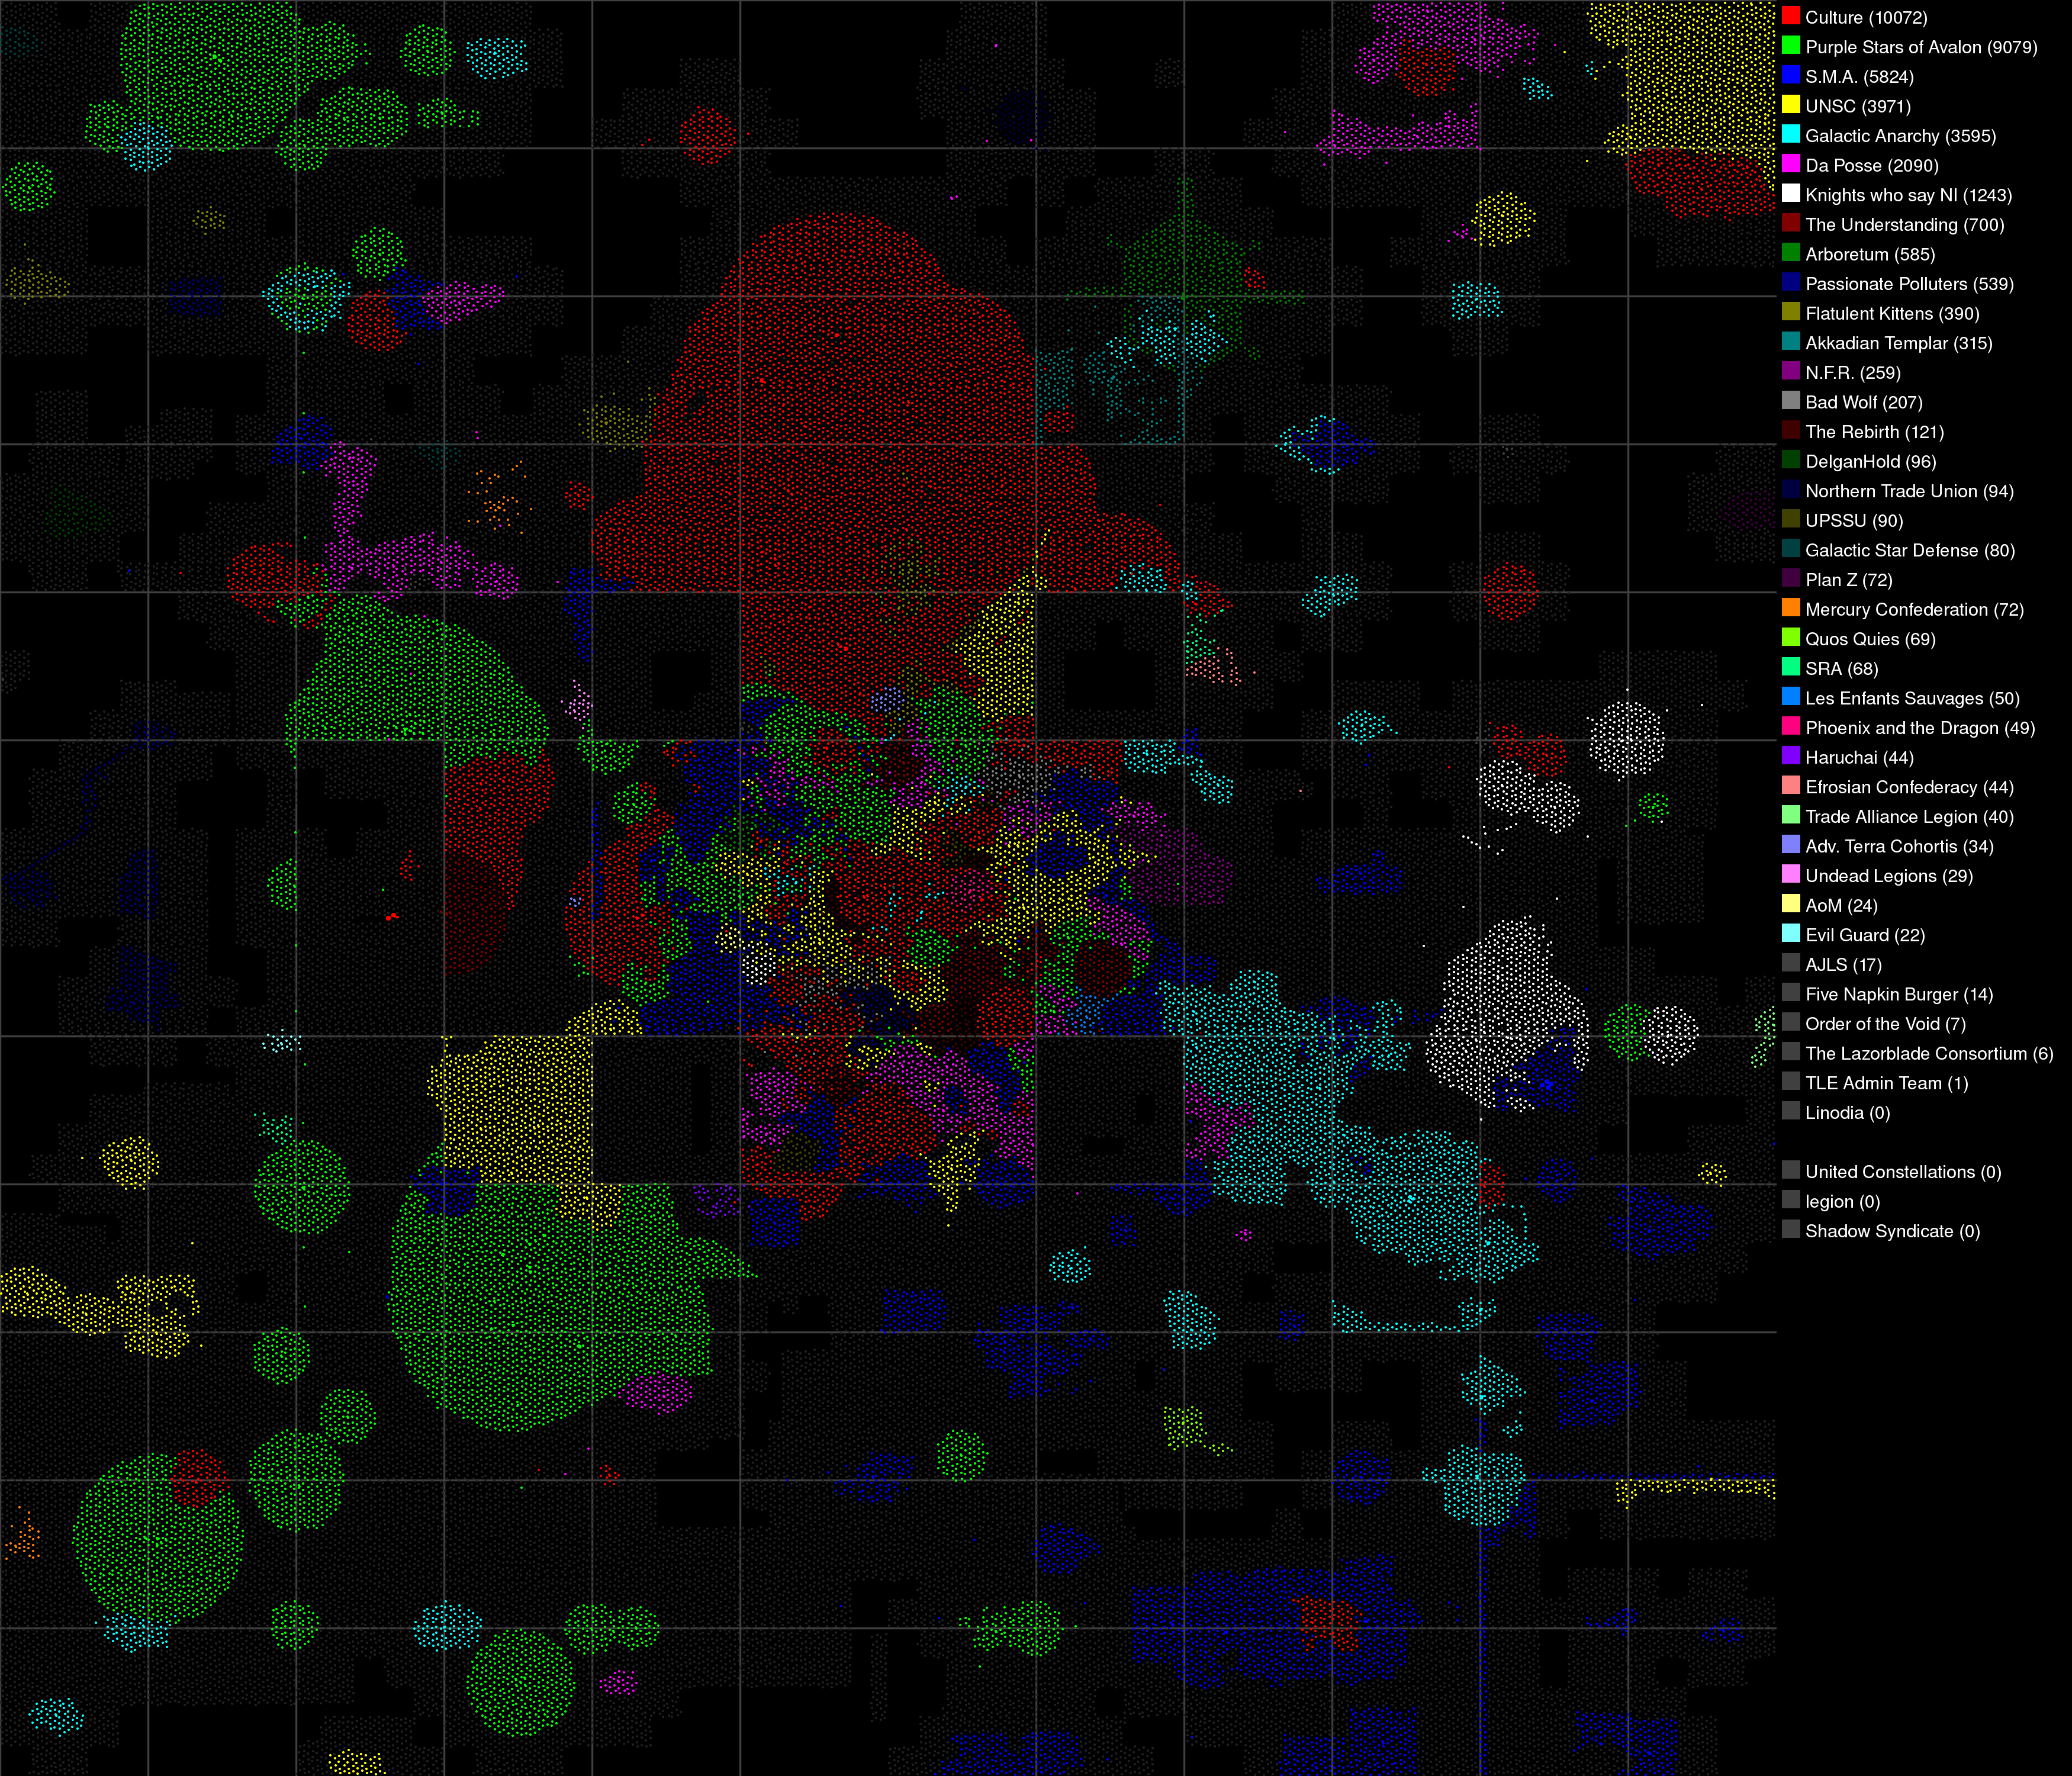 Culture (10072)
Purple Stars of Avalon (9079)
S.M.A. (5824)
UNSC (3971)
Galactic Anarchy (3595)
Da Posse (2090)
Knights who say NI (1243)
The Understanding (700)
Arboretum (585)
Passionate Polluters (539)
Flatulent Kittens (390)
Akkadian Templar (315)
N.F.R. (259)
Bad Wolf (207)
The Rebirth (121)
DelganHold (96)
Northern Trade Union (94)
UPSSU (90)
Galactic Star Defense (80)
Plan Z (72)
Mercury Confederation (72)
Quos Quies (69)
SRA (68)
Les Enfants Sauvages (50)
Phoenix and the Dragon (49)
Haruchai (44)
Efrosian Confederacy (44)
Trade Alliance Legion (40)
Adv. Terra Cohortis (34)
Undead Legions (29)
AoM (24)
Evil Guard (22)
AJLS (17)
Five Napkin Burger (14)
Order of the Void (7)
The Lazorblade Consortium (6)
TLE Admin Team (1)
Linodia (0)
United Constellations (0)
legion (0)
Shadow Syndicate (0)